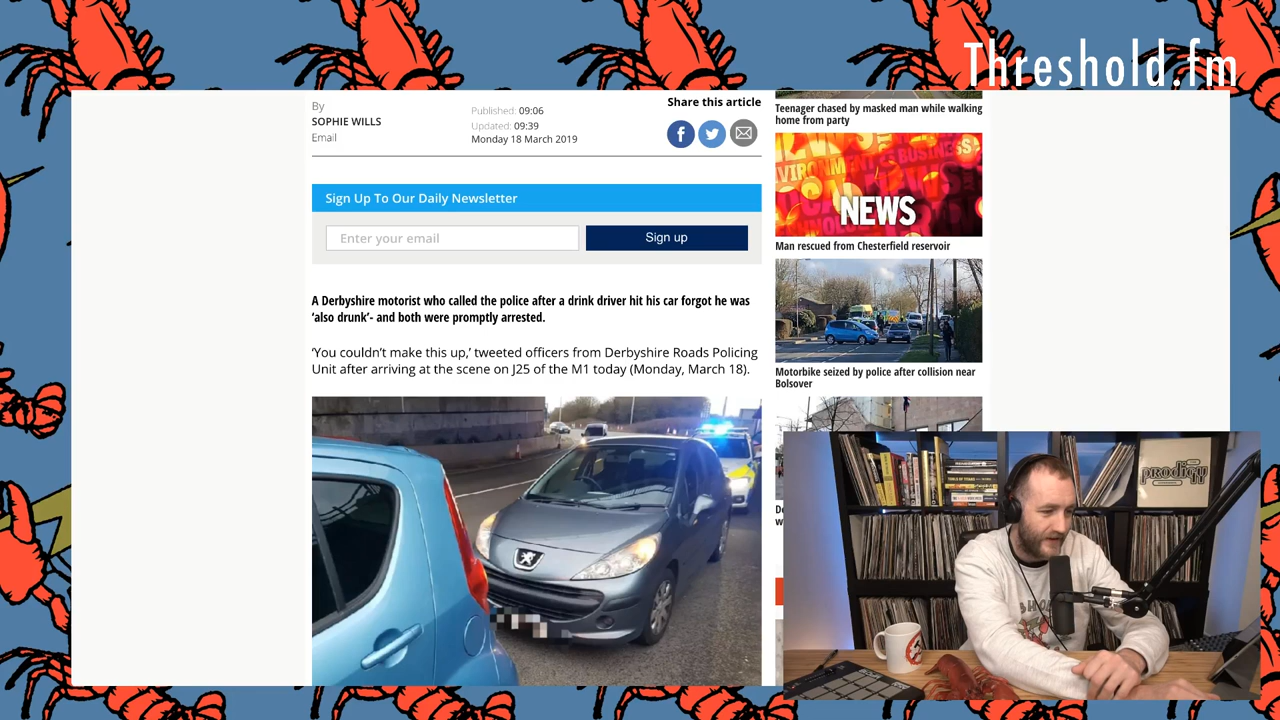 Threshold.fm
By
SOPHIE WILLS
Email
Published: 09:06
Updated: 09:39
Monday 18 March 2019
Share this article
Sign Up To Our Daily Newsletter
Enter your email
Sign up
A Derbyshire motorist who called the police after a drink driver hit his car forgot he was
‘also drunk’- and both were promptly arrested.
‘You couldn’t make this up,’ tweeted officers from Derbyshire Roads Policing
Unit after arriving at the scene on J25 of the M1 today (Monday, March 18).
Teenager chased by masked man while walking
home from party
NEWS
Man rescued from Chesterfield reservoir
Motorbike seized by police after collision near
Bolsover
prodigy